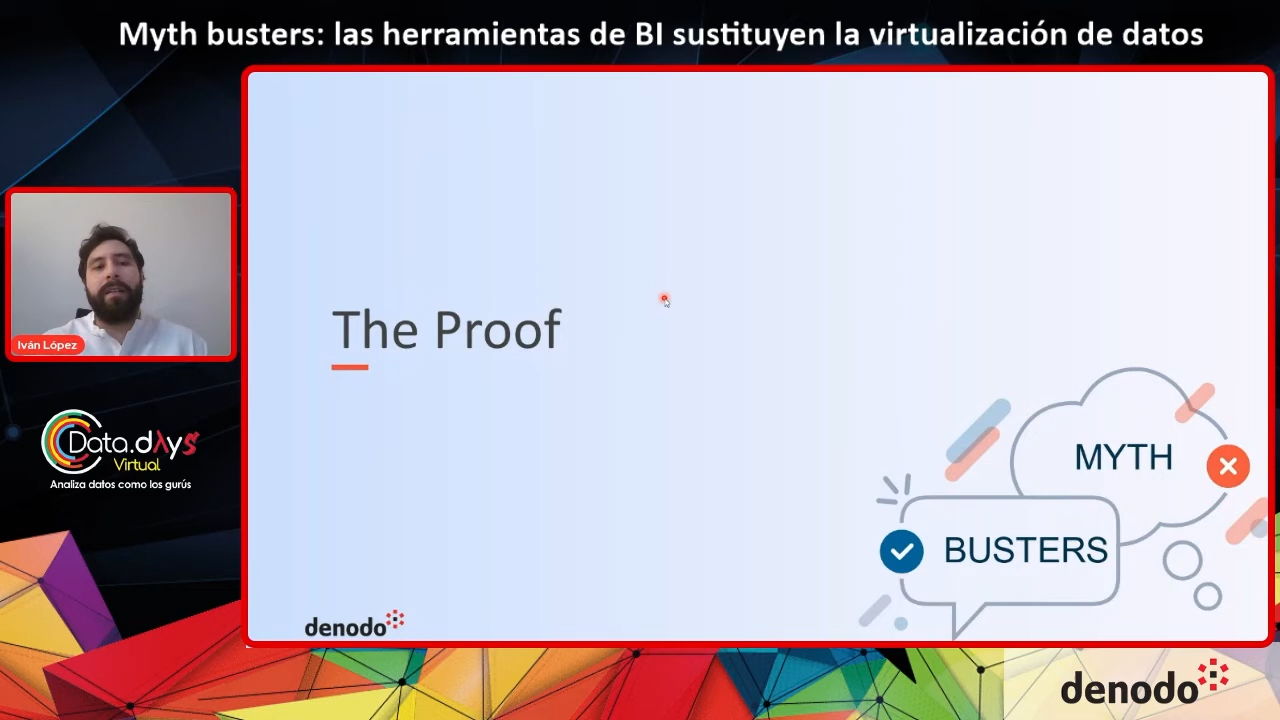 Myth busters: las herramientas de BI sustituyen la virtualización de datos
Iván López
Data.dAys
Virtual
Analiza datos como los gurús
The Proof
MYTH
BUSTERS
denodo
denodo